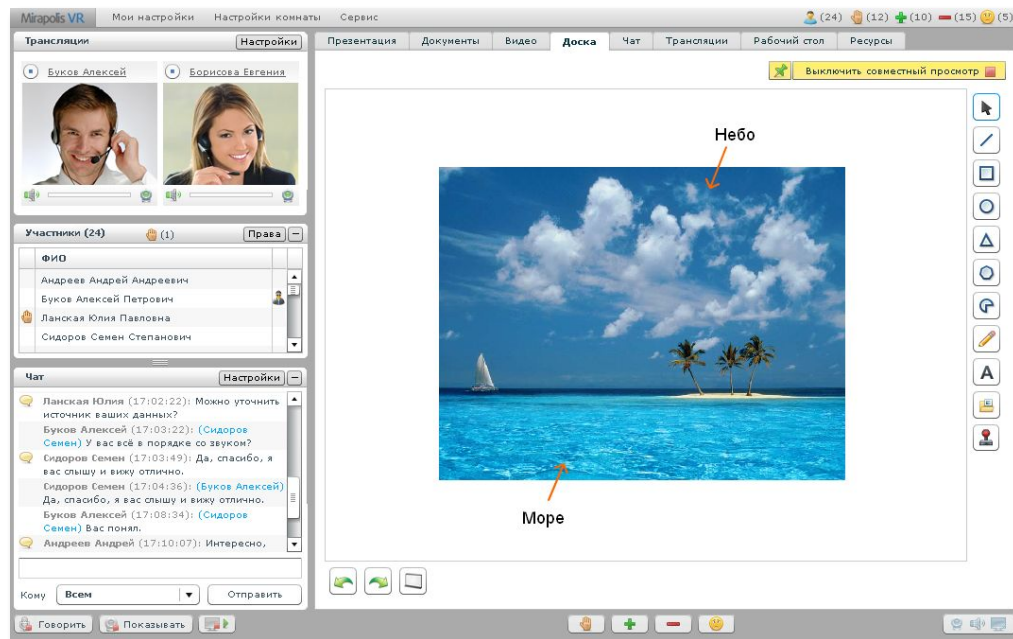 Mirapolis VR Мои настройки Настройки комнаты Сервис (24) (12) (10) (15) (5)
Трансляции Настройки
Буков Алексей Борисова Евгения
Участники (24) (1) Права
ФИО
Андреев Андрей Андреевич
Буков Алексей Петрович
Ланская Юлия Павловна
Сидоров Семен Степанович
Чат Настройки
Ланская Юлия (17:02:22): Можно уточнить
источник ваших данных?
Буков Алексей (17:03:22): (Сидоров
Семен) У вас всё в порядке со звуком?
Сидоров Семен (17:03:49): Да, спасибо, я
вас слышу и вижу отлично.
Сидоров Семен (17:04:36): (Буков Алексей)
Да, спасибо, я вас слышу и вижу отлично.
Буков Алексей (17:08:34): (Сидоров
Семен) Вас понял.
Андреев Андрей (17:10:07): Интересно,
Кому Всем Отправить
Говорить Показывать
Презентация Документы Видео Доска Чат Трансляции Рабочий стол Ресурсы
Выключить совместный просмотр
Небо
Море
A